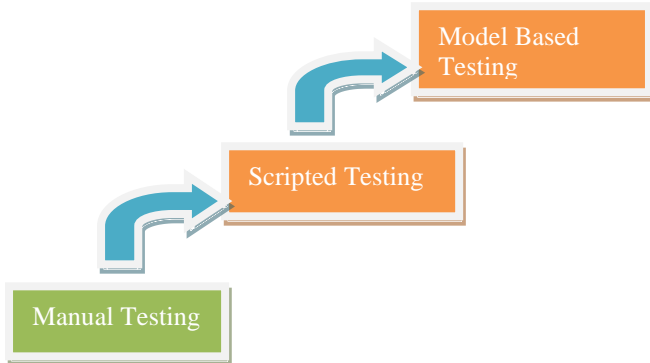 Model Based
Testing
Scripted Testing
Manual Testing